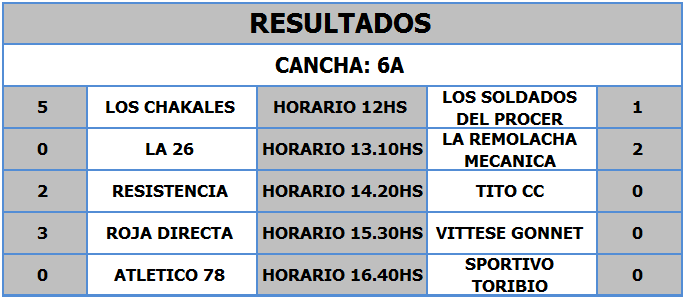 RESULTADOS
CANCHA: 6A
5 LOS CHAKALES HORARIO 12HS LOS SOLDADOS DEL PROCER 1
0 LA 26 HORARIO 13.10HS LA REMOLACHA MECANICA 2
2 RESISTENCIA HORARIO 14.20HS TITO CC 0
3 ROJA DIRECTA HORARIO 15.30HS VITTESE GONNET 0
0 ATLETICO 78 HORARIO 16.40HS SPORTIVO TORIBIO 0